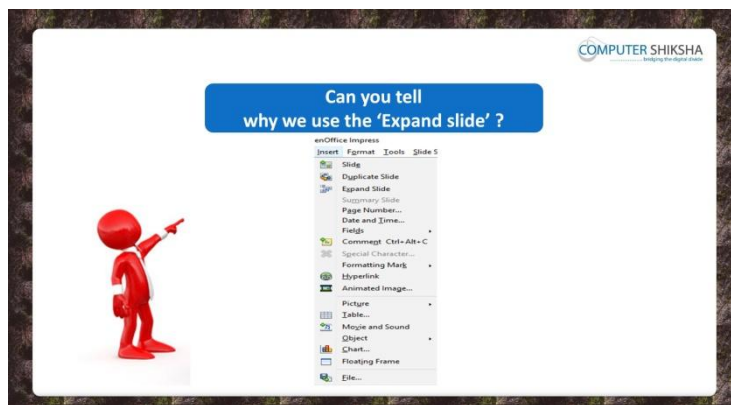 COMPUTER SHIKSHA
bridging the digital divide
Can you tell
why we use the ‘Expand slide’ ?
enOffice Impress
Insert Format Tools Slide S
Slide
Duplicate Slide
Expand Slide
Summary Slide
Page Number...
Date and Time...
Fields
Comment Ctrl+Alt+C
Special Character...
Formatting Mark
Hyperlink
Animated Image...
Picture
Table...
Movie and Sound
Object
Chart...
Floating Frame
File...